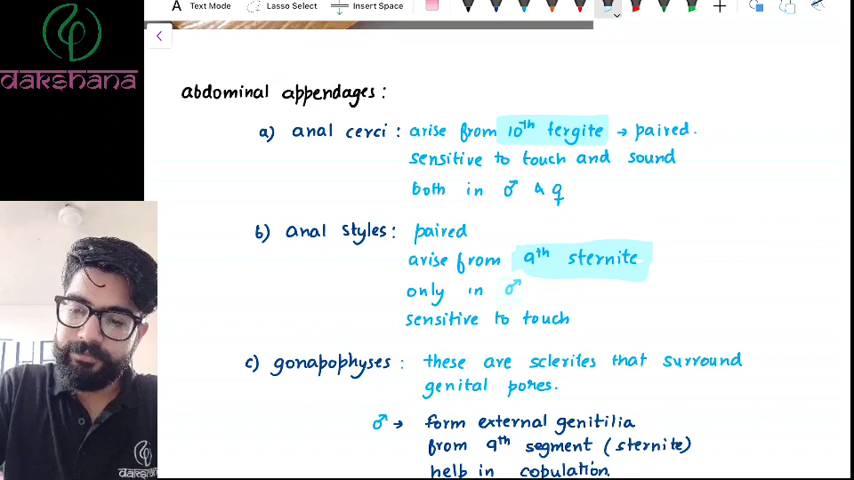 dakshana
A Text Mode Lasso Select Insert Space
abdominal appendages:
a) anal cerci: arise from 10th tergite → paired.
sensitive to touch and sound
both in ♂ & ♀
b) anal styles: paired
arise from 9th sternite
only in ♂
sensitive to touch
c) gonapophyses: these are sclerites that surround
genital pores.
♂ → form external genitilia
from 9th segment (sternite)
help in copulation.
dakshana